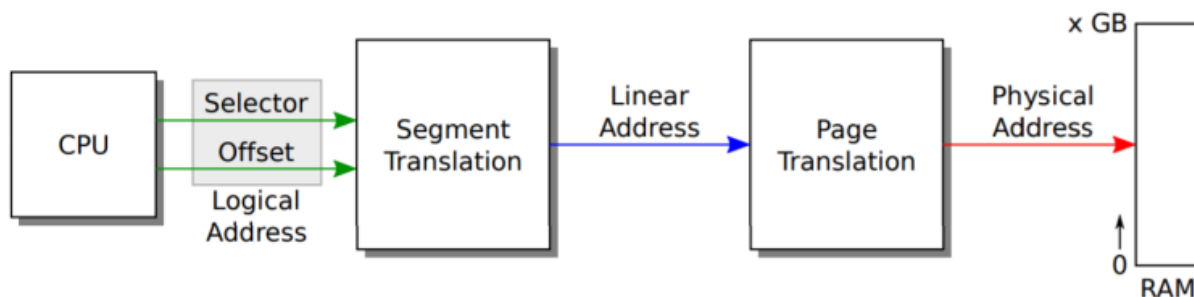 CPU
Selector
Offset
Logical
Address
Segment
Translation
Linear
Address
Page
Translation
Physical
Address
x GB
0
RAM